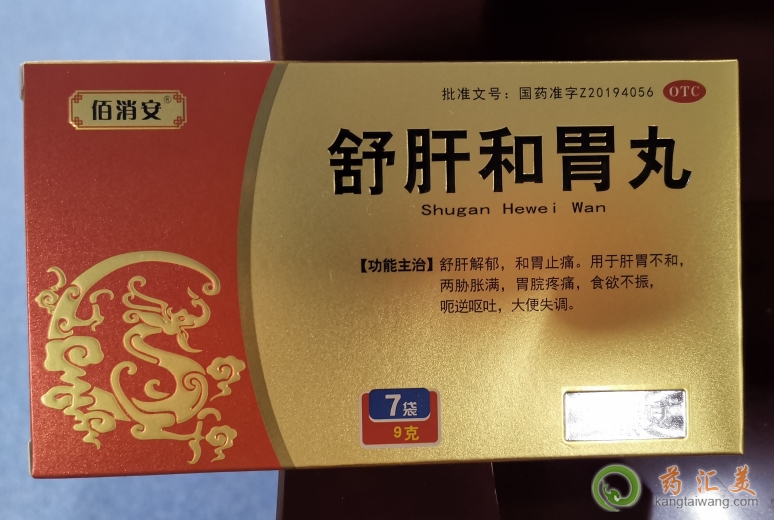 佰消安®
批准文号：国药准字Z20194056 OTC
舒肝和胃丸
Shugan Hewei Wan
【功能主治】舒肝解郁，和胃止痛。用于肝胃不和，
两胁胀满，胃脘疼痛，食欲不振，
呃逆呕吐，大便失调。
7袋
9克
药汇美
kangtaiwang.com